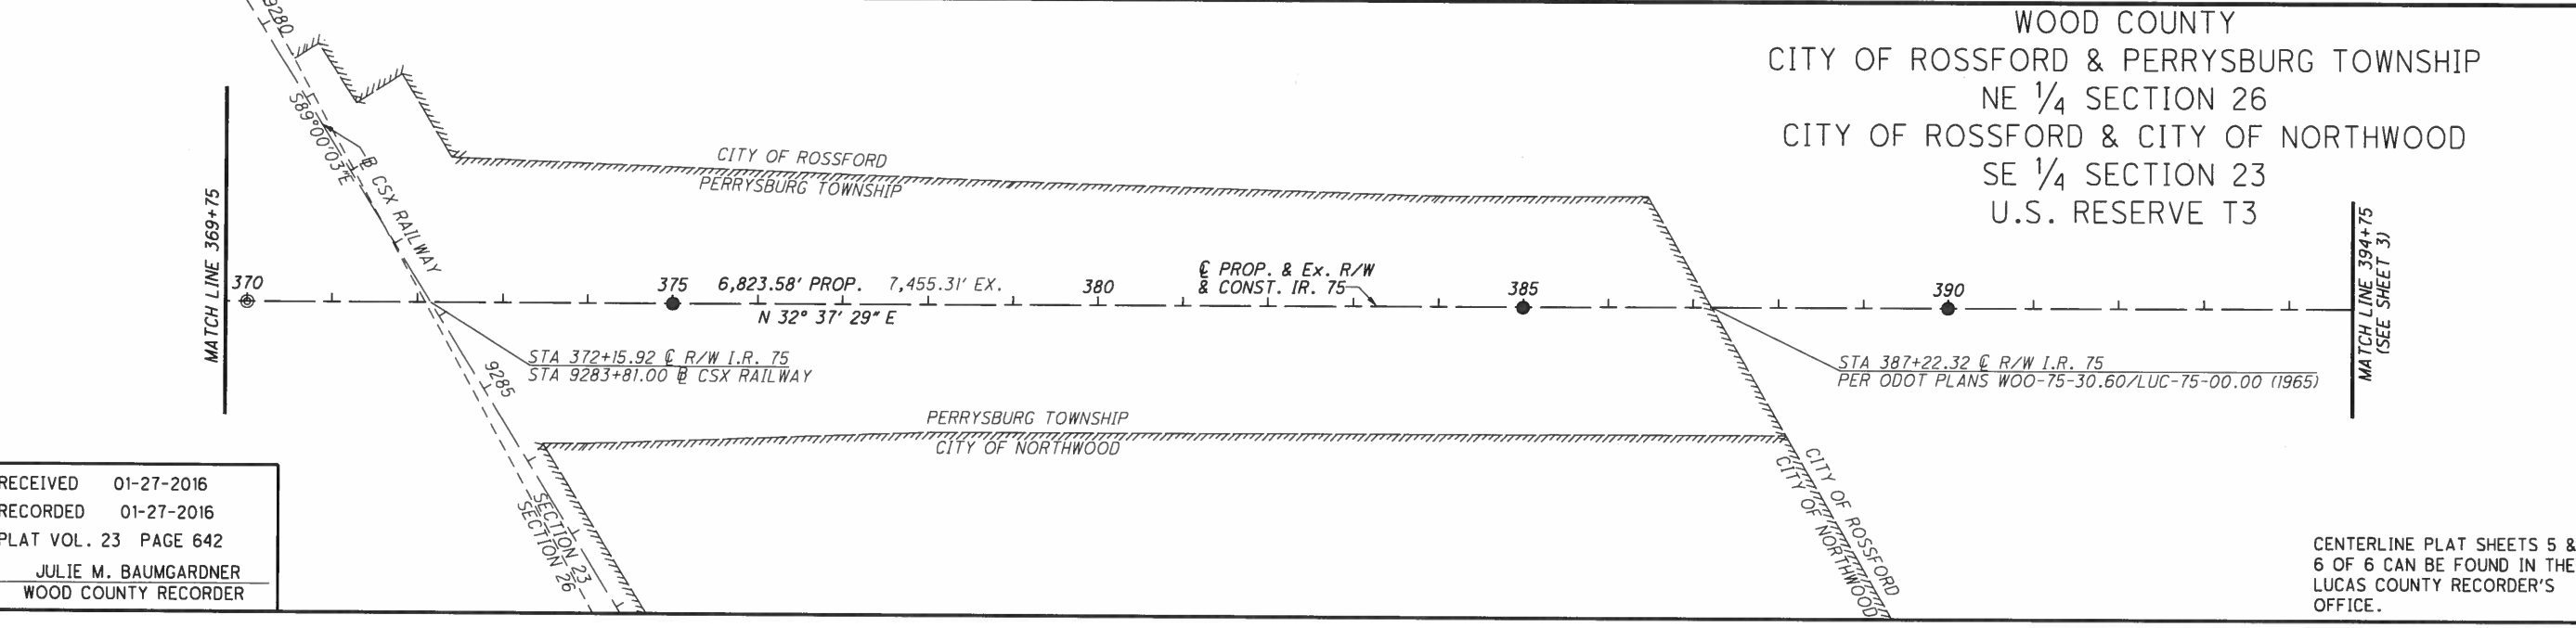 WOOD COUNTY
CITY OF ROSSFORD & PERRYSBURG TOWNSHIP
NE 1/4 SECTION 26
CITY OF ROSSFORD & CITY OF NORTHWOOD
SE 1/4 SECTION 23
U.S. RESERVE T3
9280
S89°00'03"E
℔ CSX RAILWAY
MATCH LINE 369+75
CITY OF ROSSFORD
PERRYSBURG TOWNSHIP
370
375
6,823.58' PROP.
7,455.31' EX.
380
℄ PROP. & Ex. R/W
& CONST. IR. 75
385
390
N 32° 37' 29" E
MATCH LINE 394+75
(SEE SHEET 3)
STA 372+15.92 ℄ R/W I.R. 75
STA 9283+81.00 ℔ CSX RAILWAY
STA 387+22.32 ℄ R/W I.R. 75
PER ODOT PLANS WOO-75-30.60/LUC-75-00.00 (1965)
9285
PERRYSBURG TOWNSHIP
CITY OF NORTHWOOD
SECTION 23
SECTION 26
CITY OF ROSSFORD
CITY OF NORTHWOOD
RECEIVED 01-27-2016
RECORDED 01-27-2016
PLAT VOL. 23 PAGE 642
JULIE M. BAUMGARDNER
WOOD COUNTY RECORDER
CENTERLINE PLAT SHEETS 5 &
6 OF 6 CAN BE FOUND IN THE
LUCAS COUNTY RECORDER'S
OFFICE.